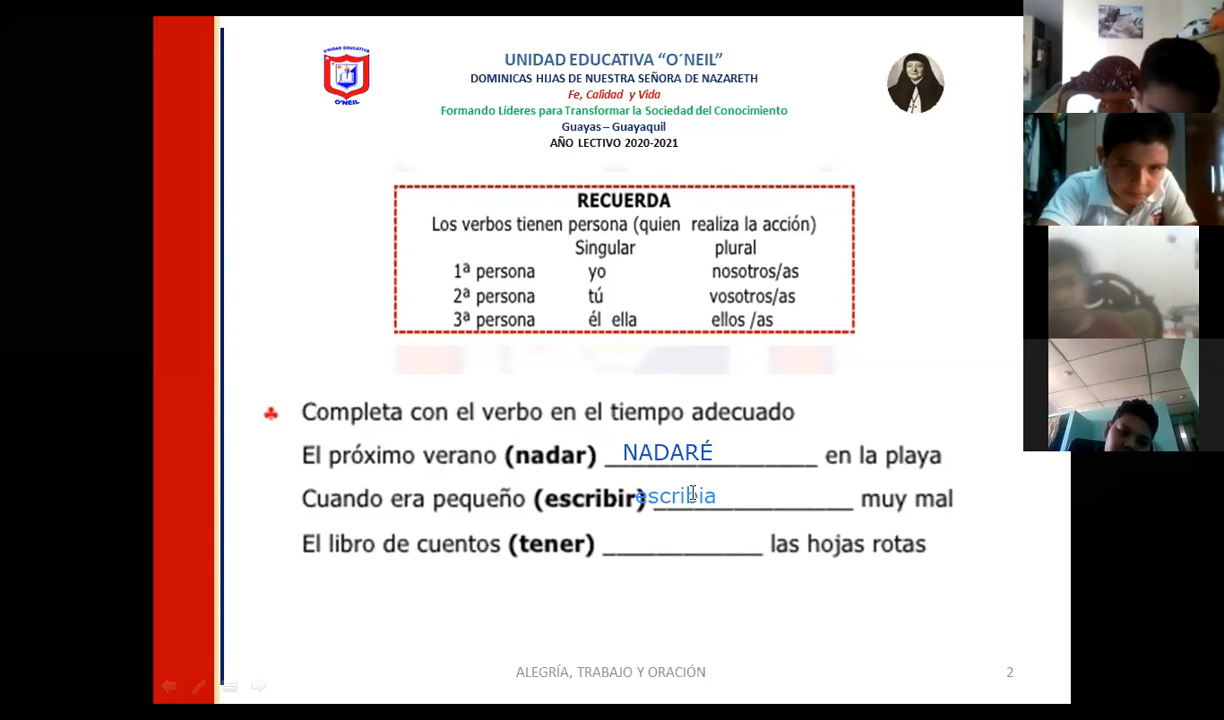 UNIDAD EDUCATIVA
O'NEIL
UNIDAD EDUCATIVA “O´NEIL”
DOMINICAS HIJAS DE NUESTRA SEÑORA DE NAZARETH
Fe, Calidad y Vida
Formando Líderes para Transformar la Sociedad del Conocimiento
Guayas – Guayaquil
AÑO LECTIVO 2020-2021
RECUERDA
Los verbos tienen persona (quien realiza la acción)
Singular plural
1ª persona yo nosotros/as
2ª persona tú vosotros/as
3ª persona él ella ellos /as
Completa con el verbo en el tiempo adecuado
El próximo verano (nadar) NADARÉ en la playa
Cuando era pequeño (escribir) escribia muy mal
El libro de cuentos (tener) ____________ las hojas rotas
ALEGRÍA, TRABAJO Y ORACIÓN 2